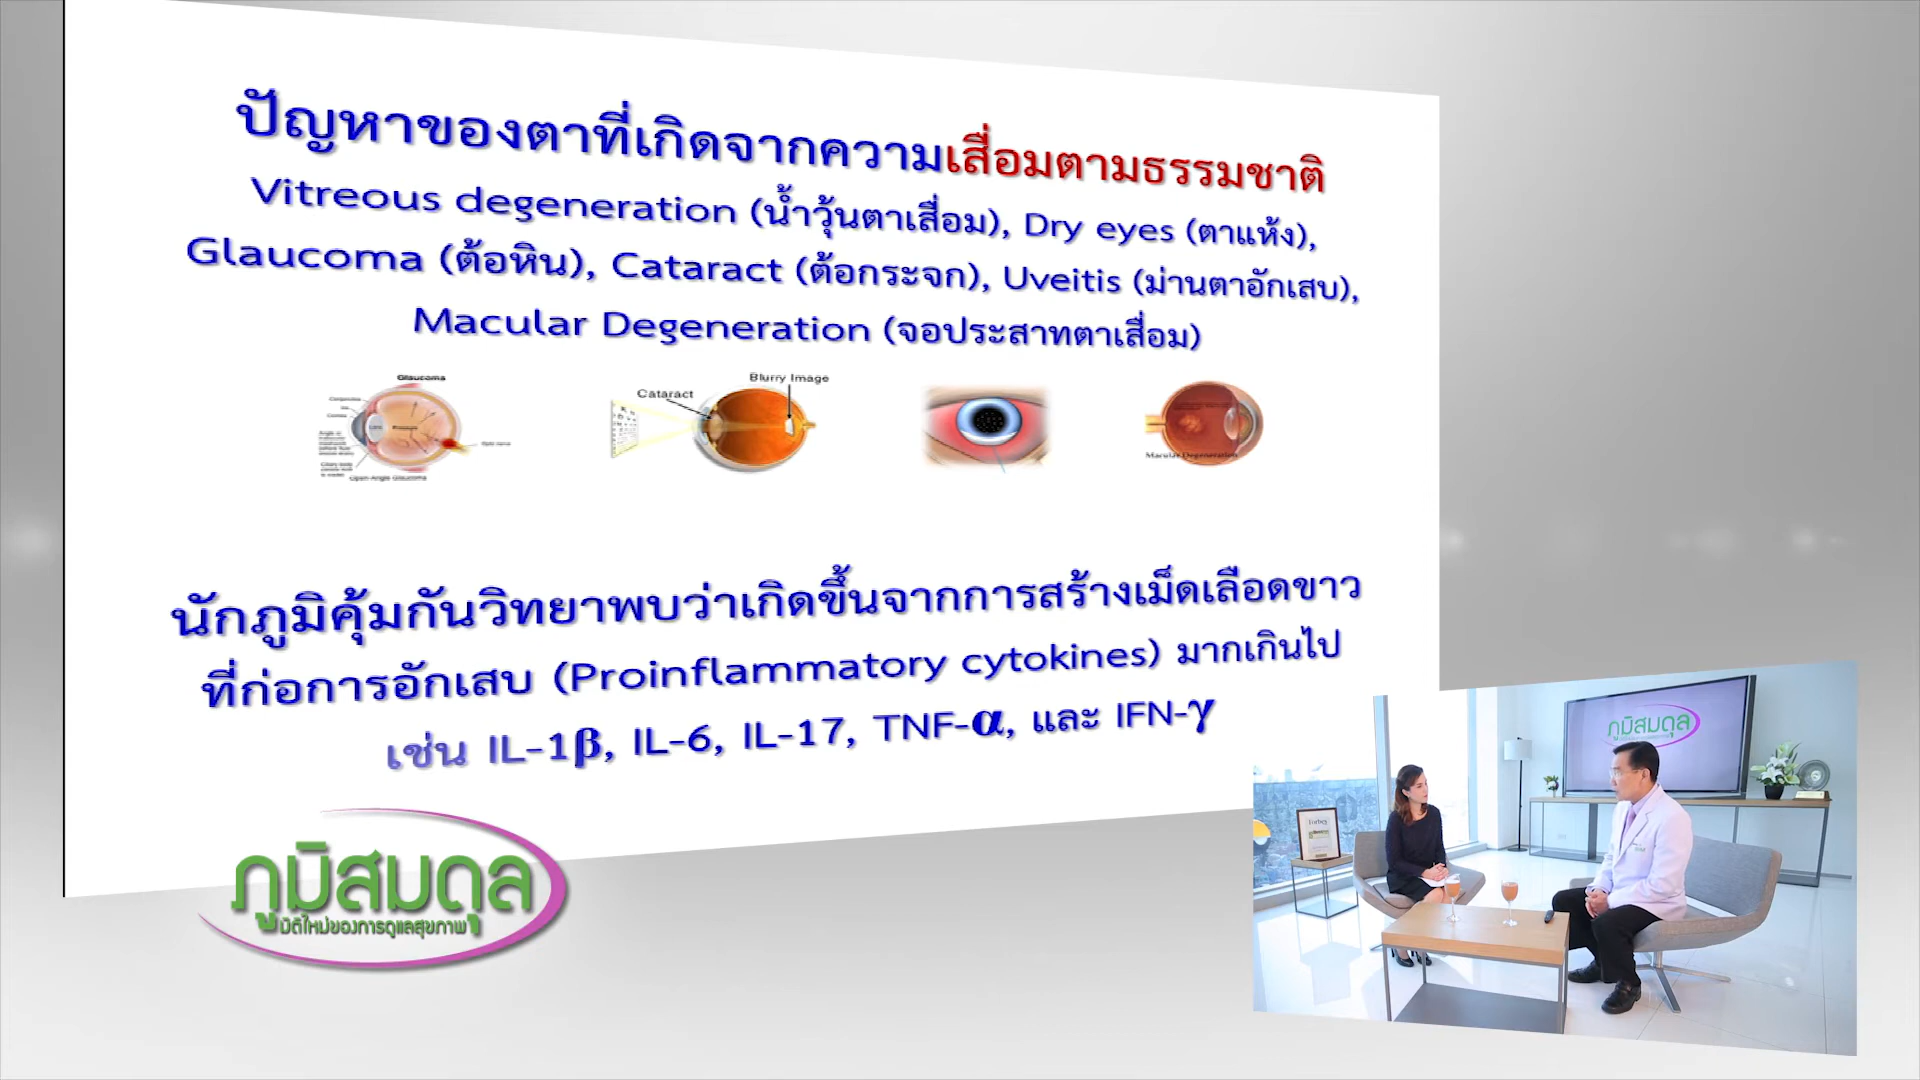 ปัญหาของตาที่เกิดจากความเสื่อมตามธรรมชาติ
Vitreous degeneration (น้ำวุ้นตาเสื่อม), Dry eyes (ตาแห้ง),
Glaucoma (ต้อหิน), Cataract (ต้อกระจก), Uveitis (ม่านตาอักเสบ),
Macular Degeneration (จอประสาทตาเสื่อม)
Glaucoma
Open-Angle Glaucoma
Cataract
Blurry Image
Macular Degeneration
นักภูมิคุ้มกันวิทยาพบว่าเกิดขึ้นจากการสร้างเม็ดเลือดขาว
ที่ก่อการอักเสบ (Proinflammatory cytokines) มากเกินไป
เช่น IL-1β, IL-6, IL-17, TNF-α, และ IFN-γ
ภูมิสมดุล
มิติใหม่ของการดูแลสุขภาพ
ภูมิสมดุล
Forbes